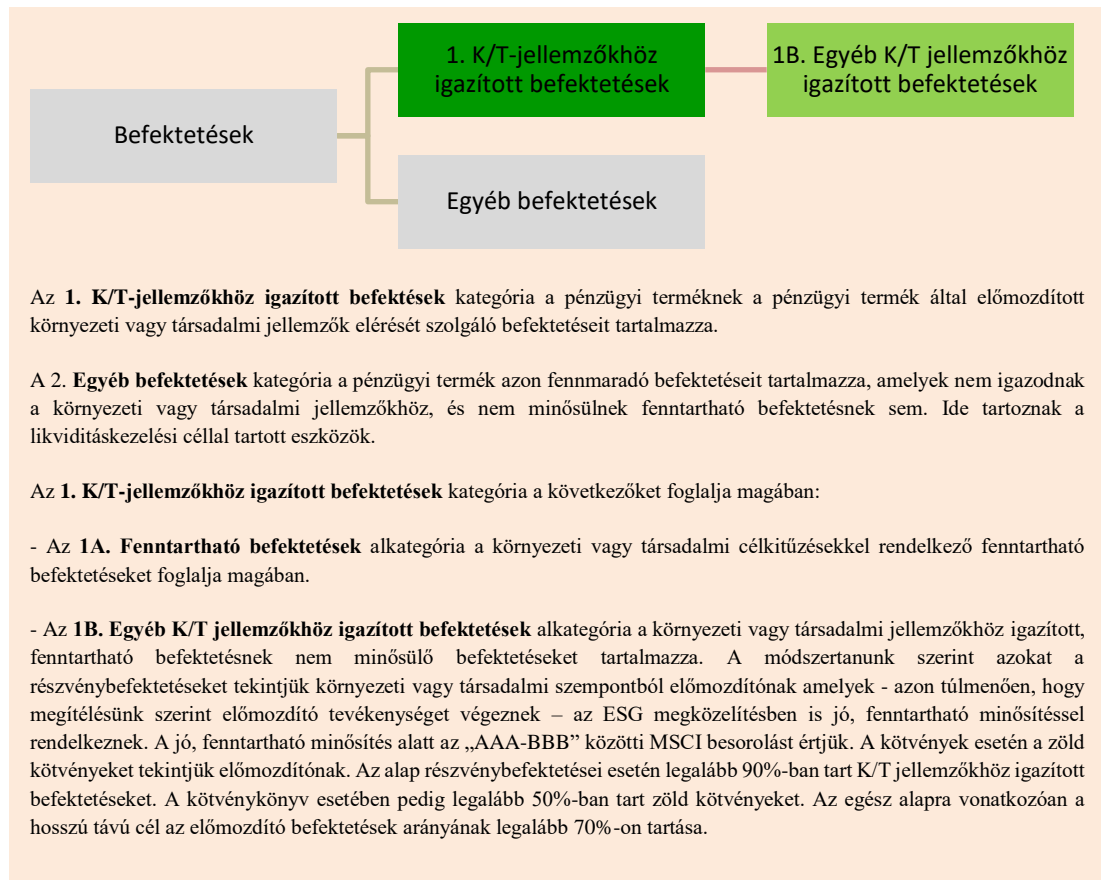 1. K/T-jellemzőkhöz
igazított befektetések
1B. Egyéb K/T jellemzőkhöz
igazított befektetések
Befektetések
Egyéb befektetések
Az 1. K/T-jellemzőkhöz igazított befektések kategória a pénzügyi terméknek a pénzügyi termék által előmozdított
környezeti vagy társadalmi jellemzők elérését szolgáló befektetéseit tartalmazza.
A 2. Egyéb befektetések kategória a pénzügyi termék azon fennmaradó befektetéseit tartalmazza, amelyek nem igazodnak
a környezeti vagy társadalmi jellemzőkhöz, és nem minősülnek fenntartható befektetésnek sem. Ide tartoznak a
likviditáskezelési céllal tartott eszközök.
Az 1. K/T-jellemzőkhöz igazított befektetések kategória a következőket foglalja magában:
- Az 1A. Fenntartható befektetések alkategória a környezeti vagy társadalmi célkitűzésekkel rendelkező fenntartható
befektetéseket foglalja magában.
- Az 1B. Egyéb K/T jellemzőkhöz igazított befektetések alkategória a környezeti vagy társadalmi jellemzőkhöz igazított,
fenntartható befektetésnek nem minősülő befektetéseket tartalmazza. A módszertanunk szerint azokat a
részvénybefektetéseket tekintjük környezeti vagy társadalmi szempontból előmozdítónak amelyek - azon túlmenően, hogy
megítélésünk szerint előmozdító tevékenységet végeznek – az ESG megközelítésben is jó, fenntartható minősítéssel
rendelkeznek. A jó, fenntartható minősítés alatt az „AAA-BBB” közötti MSCI besorolást értjük. A kötvények esetén a zöld
kötvényeket tekintjük előmozdítónak. Az alap részvénybefektetései esetén legalább 90%-ban tart K/T jellemzőkhöz igazított
befektetéseket. A kötvénykönyv esetében pedig legalább 50%-ban tart zöld kötvényeket. Az egész alapra vonatkozóan a
hosszú távú cél az előmozdító befektetések arányának legalább 70%-on tartása.